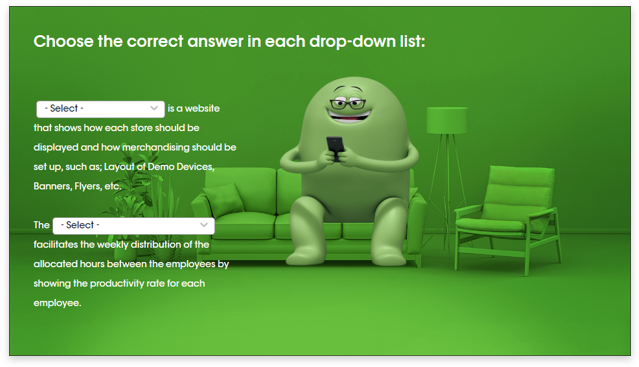 Choose the correct answer in each drop-down list:
- Select - is a website
that shows how each store should be
displayed and how merchandising should be
set up, such as; Layout of Demo Devices,
Banners, Flyers, etc.
The - Select -
facilitates the weekly distribution of the
allocated hours between the employees by
showing the productivity rate for each
employee.